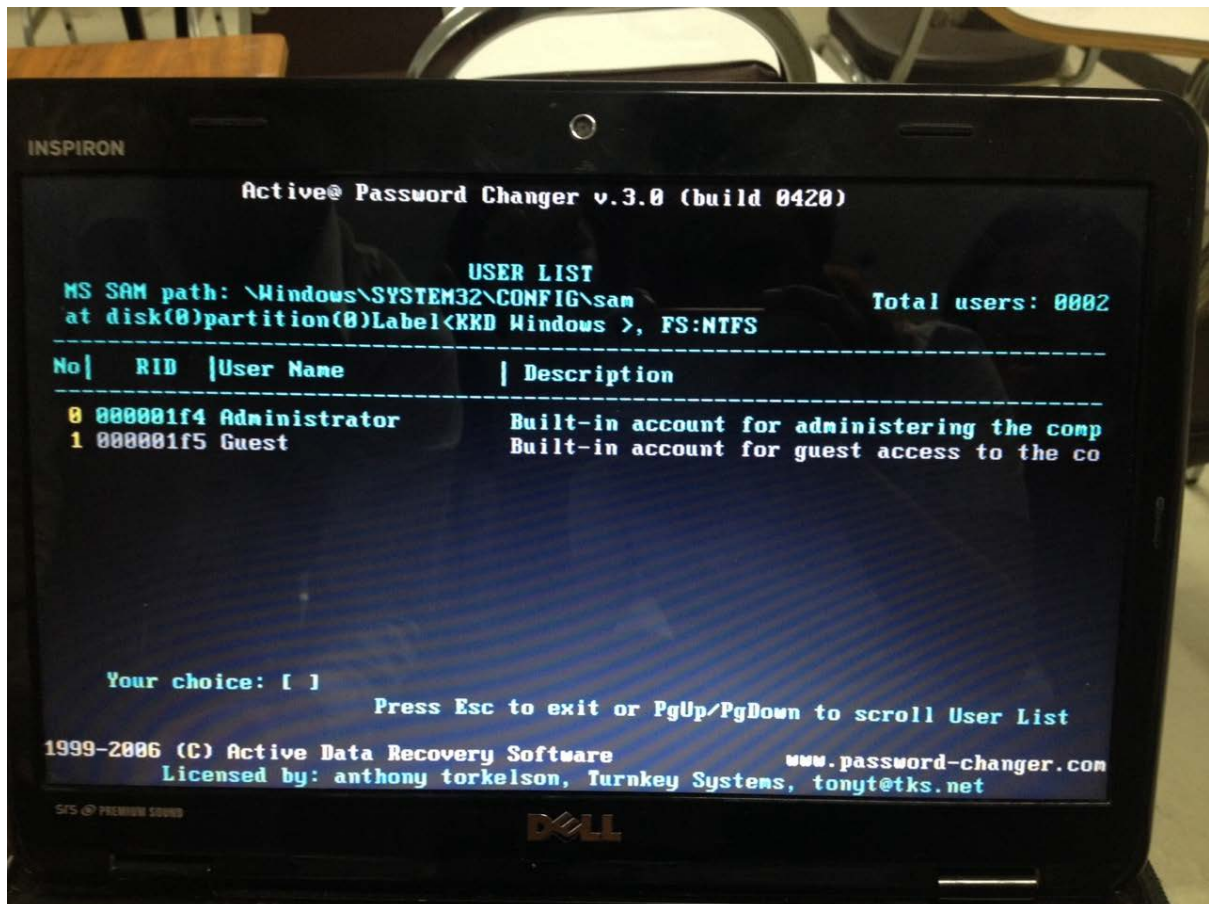 INSPIRON
Active@ Password Changer v.3.0 (build 0420)
USER LIST
MS SAM path: \Windows\SYSTEM32\CONFIG\sam Total users: 0002
at disk(0)partition(0)Label<KKD Windows >, FS:NTFS
No| RID |User Name | Description
0 000001f4 Administrator Built-in account for administering the comp
1 000001f5 Guest Built-in account for guest access to the co
Your choice: [ ]
Press Esc to exit or PgUp/PgDown to scroll User List
1999-2006 (C) Active Data Recovery Software www.password-changer.com
Licensed by: anthony torkelson, Turnkey Systems, tonyt@tks.net
SRS PREMIUM SOUND
DELL